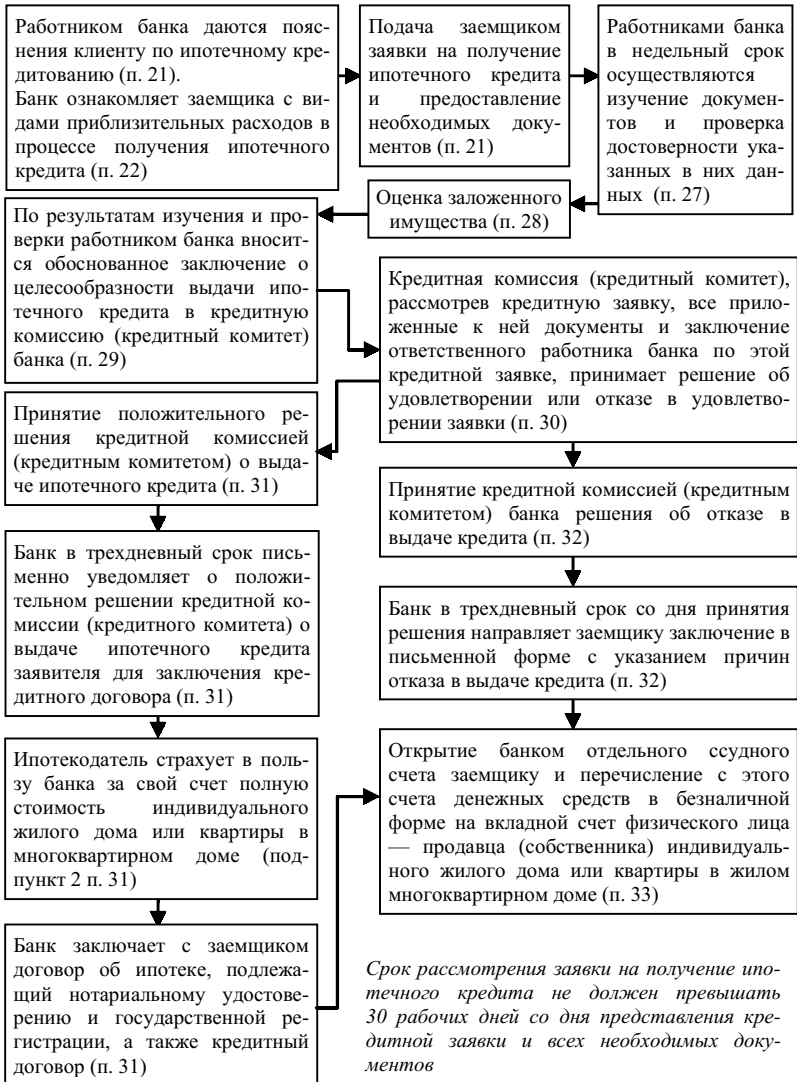 Работником банка даются пояс-
нения клиенту по ипотечному кре-
дитованию (п. 21).
Банк ознакомляет заемщика с ви-
дами приблизительных расходов в
процессе получения ипотечного
кредита (п. 22)
Подача заемщиком
заявки на получение
ипотечного кредита
и предоставление
необходимых доку-
ментов (п. 21)
Работниками банка
в недельный срок
осуществляются
изучение докумен-
тов и проверка
достоверности ука-
занных в них дан-
ных (п. 27)
Оценка заложенного
имущества (п. 28)
По результатам изучения и про-
верки работником банка вносит-
ся обоснованное заключение о
целесообразности выдачи ипо-
течного кредита в кредитную
комиссию (кредитный комитет)
банка (п. 29)
Кредитная комиссия (кредитный комитет),
рассмотрев кредитную заявку, все прило-
женные к ней документы и заключение
ответственного работника банка по этой
кредитной заявке, принимает решение об
удовлетворении или отказе в удовлетво-
рении заявки (п. 30)
Принятие положительного ре-
шения кредитной комиссией
(кредитным комитетом) о выда-
че ипотечного кредита (п. 31)
Принятие кредитной комиссией (кредитным
комитетом) банка решения об отказе в
выдаче кредита (п. 32)
Банк в трехдневный срок пись-
менно уведомляет о положи-
тельном решении кредитной ко-
миссии (кредитного комитета) о
выдаче ипотечного кредита
заявителя для заключения кре-
дитного договора (п. 31)
Банк в трехдневный срок со дня принятия
решения направляет заемщику заключение в
письменной форме с указанием причин
отказа в выдаче кредита (п. 32)
Ипотекодатель страхует в поль-
зу банка за свой счет полную
стоимость индивидуального
жилого дома или квартиры в
многоквартирном доме (под-
пункт 2 п. 31)
Открытие банком отдельного ссудного
счета заемщику и перечисление с этого
счета денежных средств в безналичной
форме на вкладной счет физического лица
— продавца (собственника) индивидуаль-
ного жилого дома или квартиры в жилом
многоквартирном доме (п. 33)
Банк заключает с заемщиком
договор об ипотеке, подлежа-
щий нотариальному удостове-
рению и государственной ре-
гистрации, а также кредитный
договор (п. 31)
Срок рассмотрения заявки на получение ипо-
течного кредита не должен превышать
30 рабочих дней со дня представления кре-
дитной заявки и всех необходимых доку-
ментов